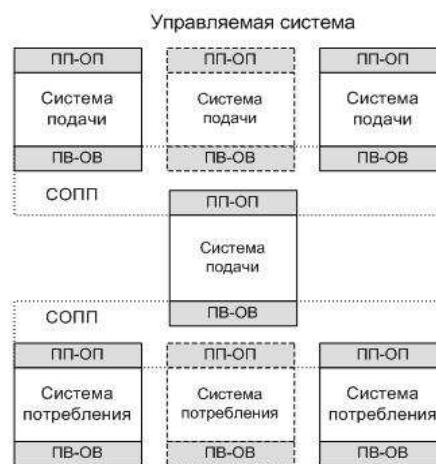 Управляемая система
ПП-ОП ПП-ОП ПП-ОП
Система Система Система
подачи подачи подачи
ПВ-ОВ ПВ-ОВ ПВ-ОВ
СОПП
ПП-ОП
Система
подачи
ПВ-ОВ
СОПП
ПП-ОП ПП-ОП ПП-ОП
Система Система Система
потребления потребления потребления
ПВ-ОВ ПВ-ОВ ПВ-ОВ